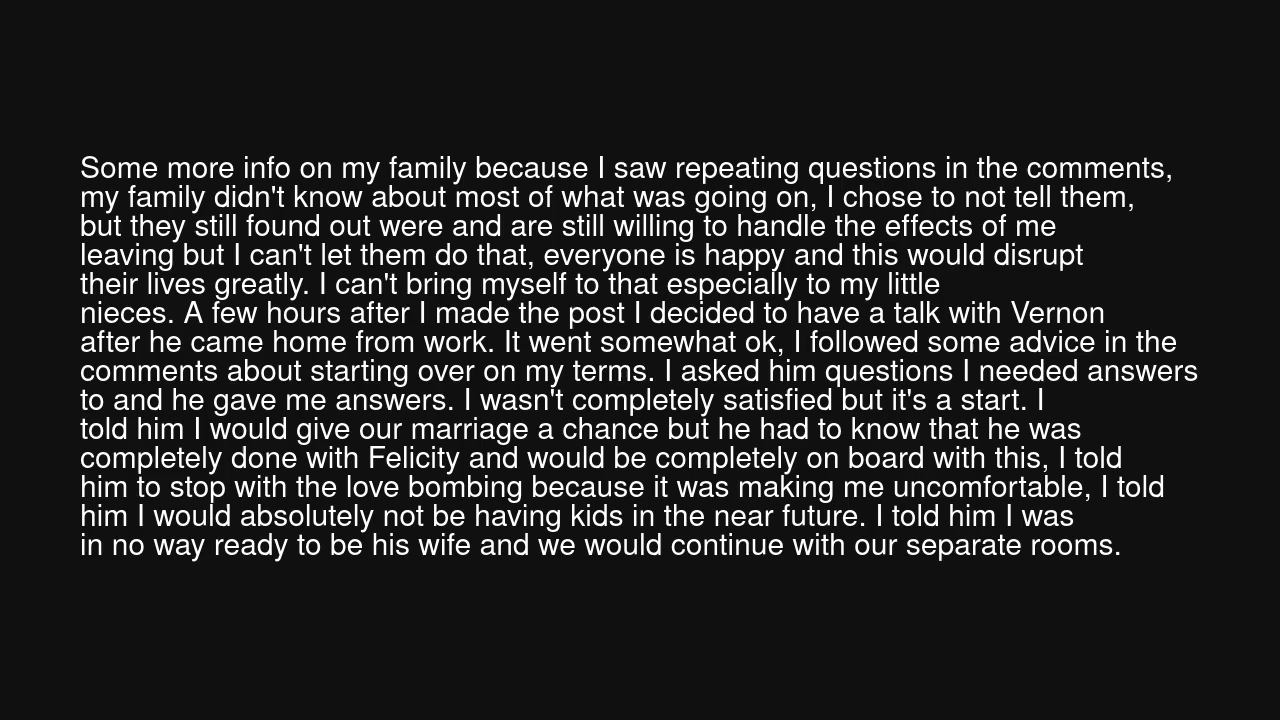 Some more info on my family because I saw repeating questions in the comments,
my family didn't know about most of what was going on, I chose to not tell them,
but they still found out were and are still willing to handle the effects of me
leaving but I can't let them do that, everyone is happy and this would disrupt
their lives greatly. I can't bring myself to that especially to my little
nieces. A few hours after I made the post I decided to have a talk with Vernon
after he came home from work. It went somewhat ok, I followed some advice in the
comments about starting over on my terms. I asked him questions I needed answers
to and he gave me answers. I wasn't completely satisfied but it's a start. I
told him I would give our marriage a chance but he had to know that he was
completely done with Felicity and would be completely on board with this, I told
him to stop with the love bombing because it was making me uncomfortable, I told
him I would absolutely not be having kids in the near future. I told him I was
in no way ready to be his wife and we would continue with our separate rooms.